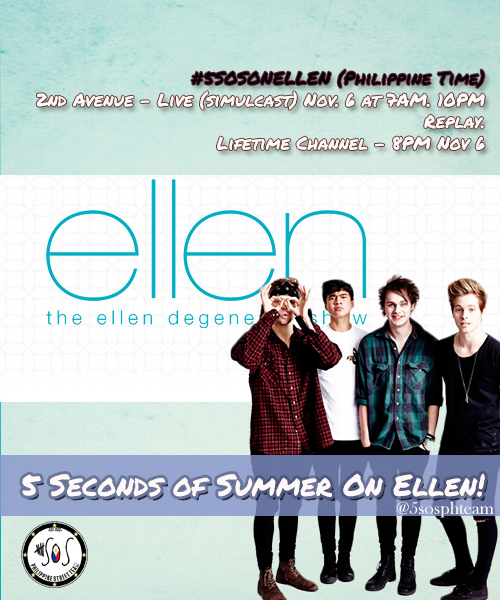 #5SOSONELLEN (Philippine Time)
2nd Avenue - Live (simulcast) Nov. 6 at 7AM. 10PM
Replay.
Lifetime Channel - 8PM Nov 6
ellen
the ellen degene show
5 Seconds of Summer On Ellen!
@5sosphteam
5SOS
PHILIPPINE STREET TEAM